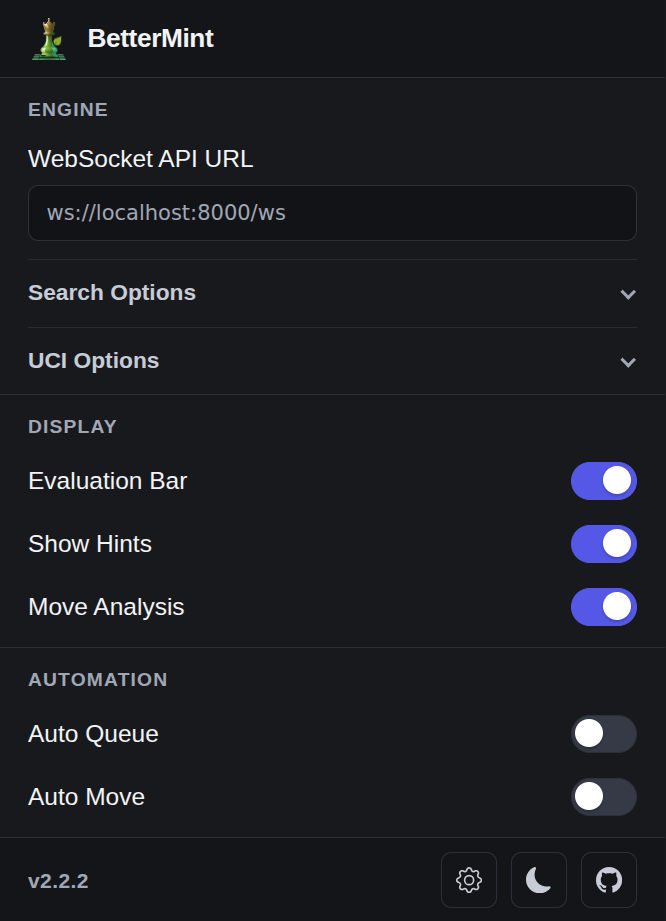 BetterMint
ENGINE
WebSocket API URL
ws://localhost:8000/ws
Search Options
UCI Options
DISPLAY
Evaluation Bar
Show Hints
Move Analysis
AUTOMATION
Auto Queue
Auto Move
v2.2.2